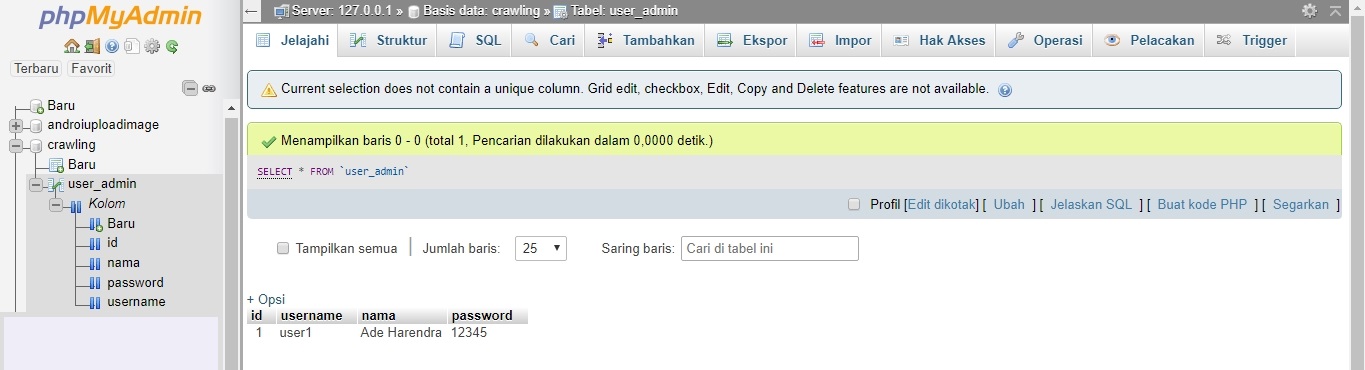 phpMyAdmin
Terbaru Favorit
Baru
androiuploadimage
crawling
Baru
user_admin
Kolom
Baru
id
nama
password
username
Server: 127.0.0.1 » Basis data: crawling » Tabel: user_admin
Jelajahi Struktur SQL Cari Tambahkan Ekspor Impor Hak Akses Operasi Pelacakan Trigger
Current selection does not contain a unique column. Grid edit, checkbox, Edit, Copy and Delete features are not available.
Menampilkan baris 0 - 0 (total 1, Pencarian dilakukan dalam 0,0000 detik.)
SELECT * FROM `user_admin`
Profil [Edit dikotak] [ Ubah ] [ Jelaskan SQL ] [ Buat kode PHP ] [ Segarkan ]
Tampilkan semua | Jumlah baris: 25 Saring baris: Cari di tabel ini
+ Opsi
id username nama password
1 user1 Ade Harendra 12345